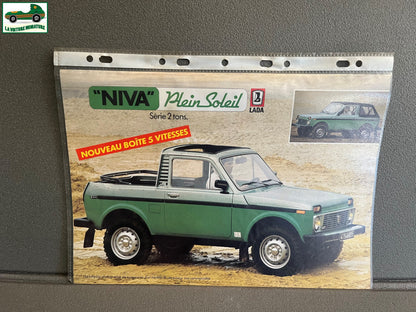 LA VOITURE MINIATURE
"NIVA" Plein Soleil
LADA
Série 2 tons.
NOUVEAU BOÎTE 5 VITESSES